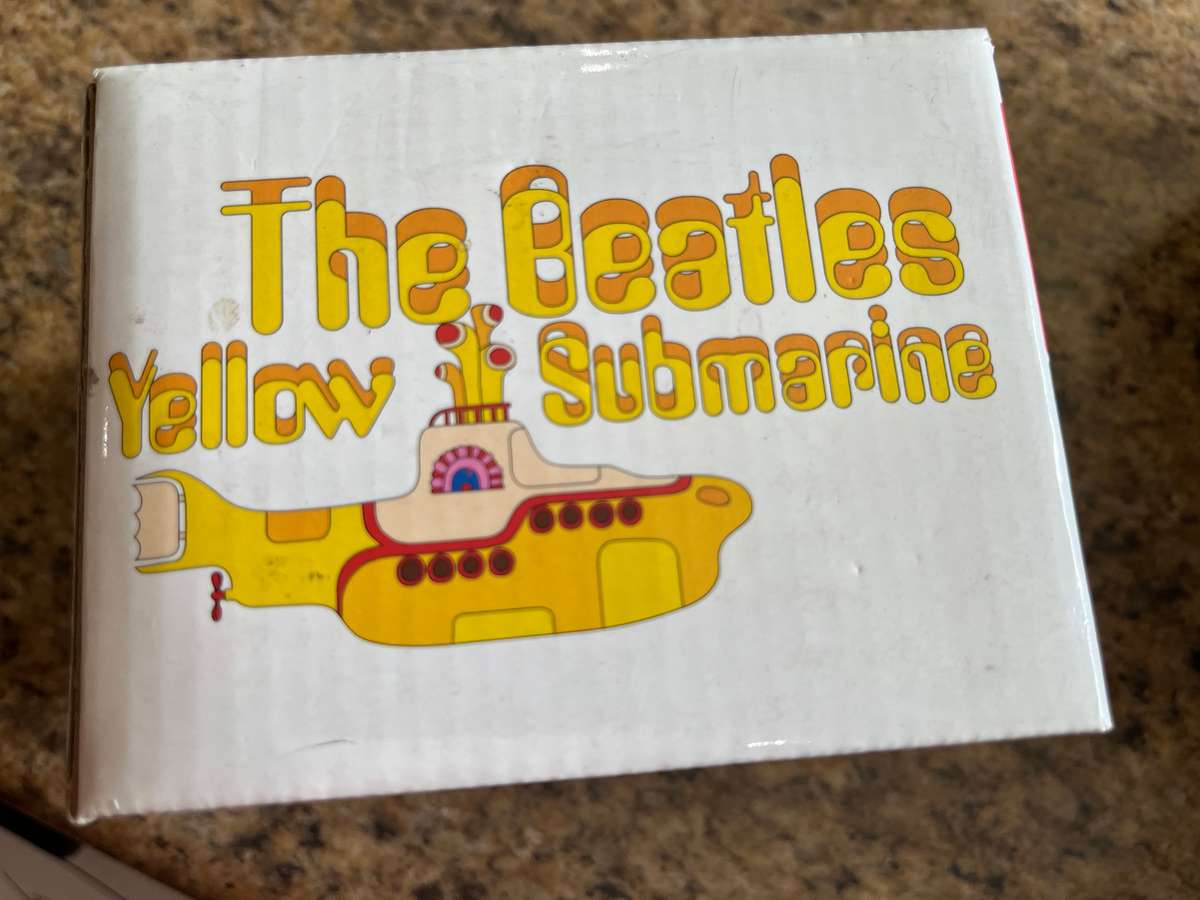 The Beatles
Yellow Submarine